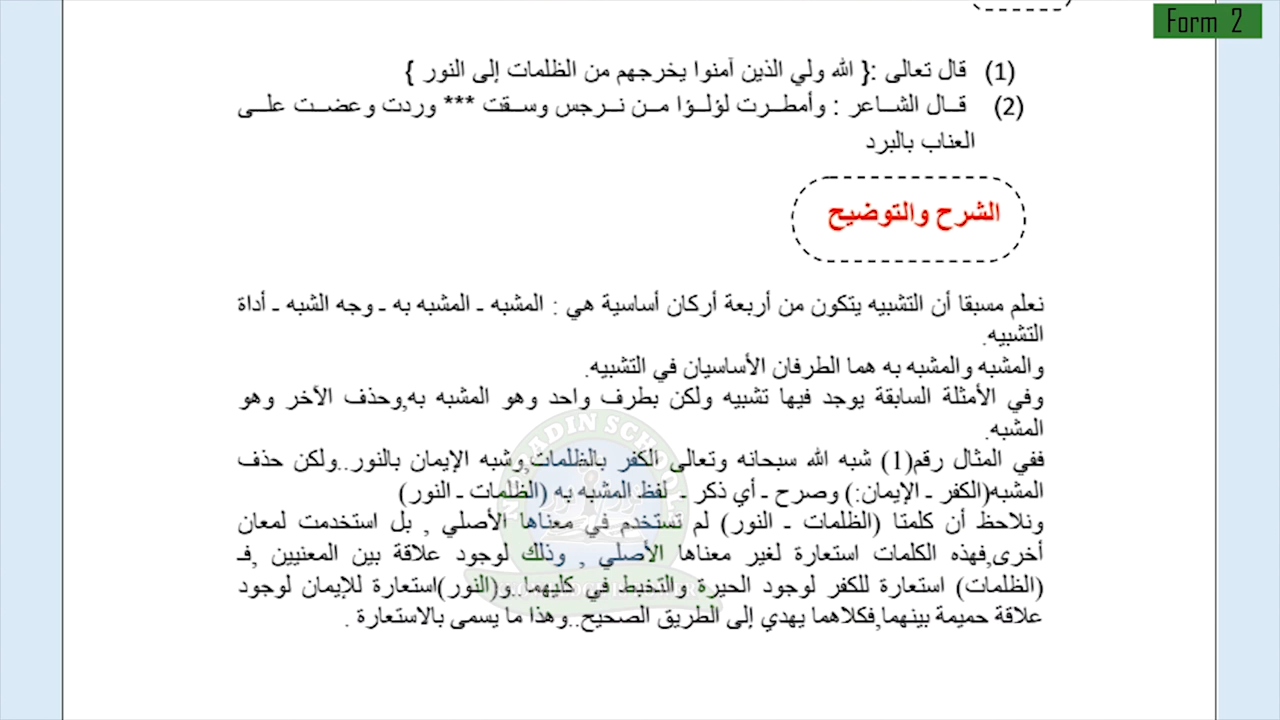 Form 2
(1) قال تعالى :{ الله ولي الذين آمنوا يخرجهم من الظلمات إلى النور }
(2) قال الشاعر : وأمطرت لؤلؤا من نرجس وسقت *** وردت وعضت على
العناب بالبرد
الشرح والتوضيح
نعلم مسبقا أن التشبيه يتكون من أربعة أركان أساسية هي : المشبه ـ المشبه به ـ وجه الشبه ـ أداة
التشبيه.
والمشبه والمشبه به هما الطرفان الأساسيان في التشبيه.
وفي الأمثلة السابقة يوجد فيها تشبيه ولكن بطرف واحد وهو المشبه به,وحذف الآخر وهو
المشبه.
ففي المثال رقم(1) شبه الله سبحانه وتعالى الكفر بالظلمات,وشبه الإيمان بالنور..ولكن حذف
المشبه(الكفر ـ الإيمان:) وصرح ـ أي ذكر ـ لفظ المشبه به (الظلمات ـ النور)
ونلاحظ أن كلمتا (الظلمات ـ النور) لم تستخدم في معناها الأصلي , بل استخدمت لمعان
أخرى,فهذه الكلمات استعارة لغير معناها الأصلي , وذلك لوجود علاقة بين المعنيين ,فـ
(الظلمات) استعارة للكفر لوجود الحيرة والتخبط في كليهما..و(النور)استعارة للإيمان لوجود
علاقة حميمة بينهما,فكلاهما يهدي إلى الطريق الصحيح..وهذا ما يسمى بالاستعارة .